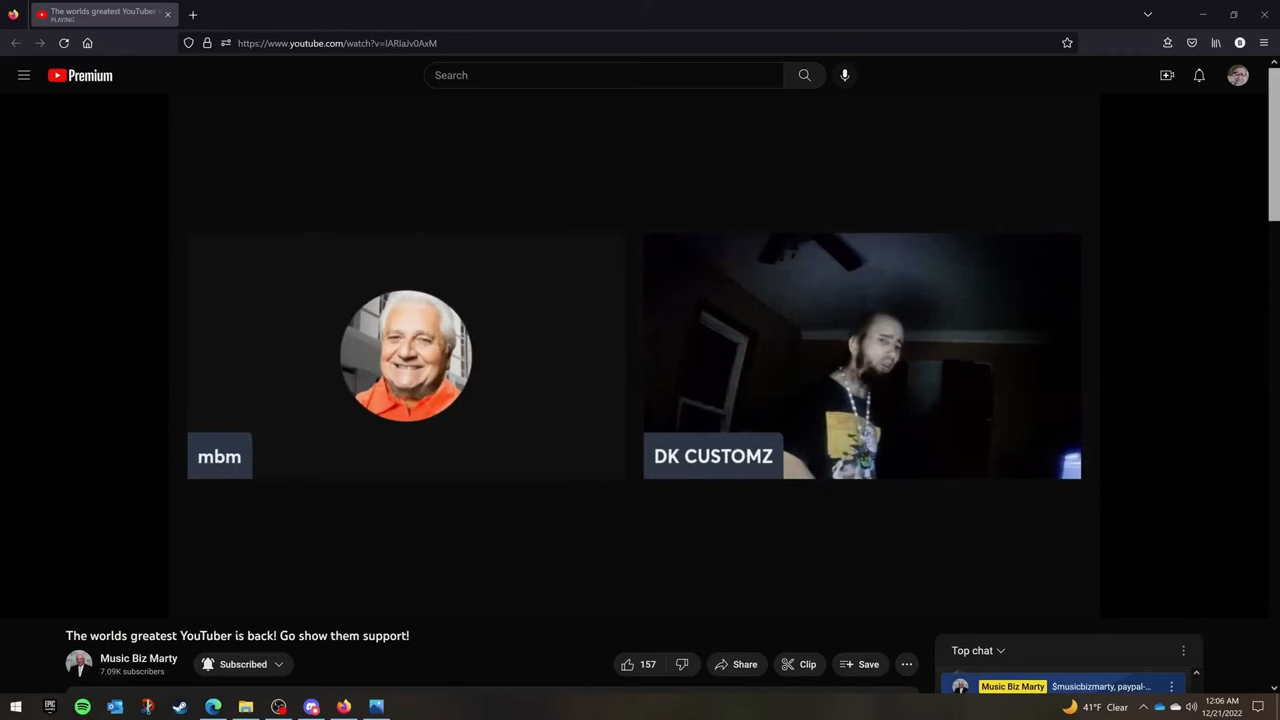 The worlds greatest YouTuber is
PLAYING
https://www.youtube.com/watch?v=lARlaJv0AxM
Premium
Search
mbm
DK CUSTOMZ
The worlds greatest YouTuber is back! Go show them support!
Music Biz Marty
7.09K subscribers
Subscribed
157
Share
Clip
Save
Top chat
Music Biz Marty $musicbizmarty, paypal-...
EPIC
41°F Clear
12:06 AM
12/21/2022